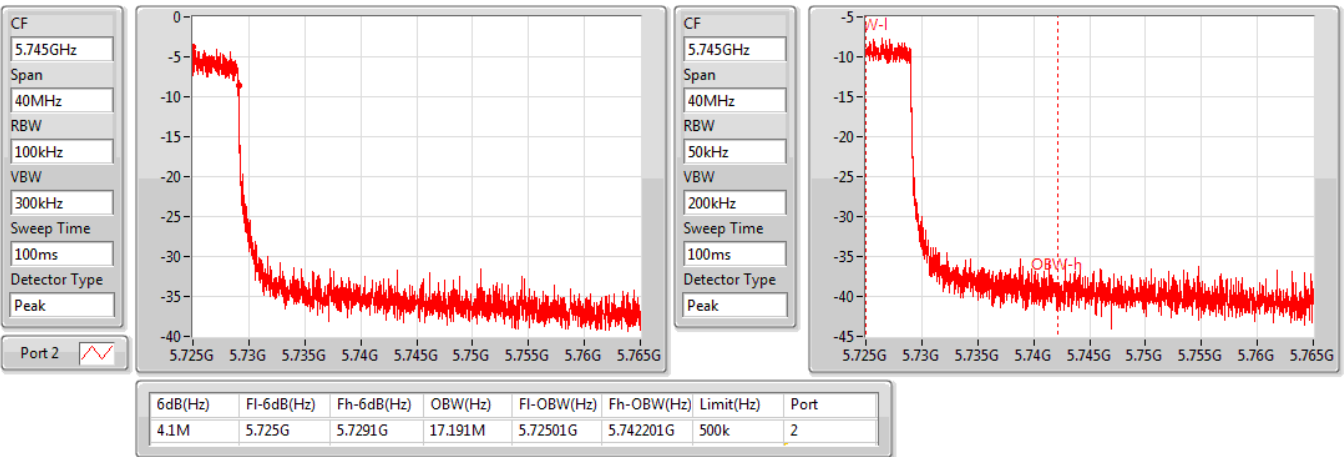 CF
5.745GHz
Span
40MHz
RBW
100kHz
VBW
300kHz
Sweep Time
100ms
Detector Type
Peak
Port 2
0
-5
-10
-15
-20
-25
-30
-35
-40
5.725G 5.73G 5.735G 5.74G 5.745G 5.75G 5.755G 5.76G 5.765G
CF
5.745GHz
Span
40MHz
RBW
50kHz
VBW
200kHz
Sweep Time
100ms
Detector Type
Peak
-5
W-l
-10
-15
-20
-25
-30
-35
OBW-h
-40
-45
5.725G 5.73G 5.735G 5.74G 5.745G 5.75G 5.755G 5.76G 5.765G
6dB(Hz) Fl-6dB(Hz) Fh-6dB(Hz) OBW(Hz) Fl-OBW(Hz) Fh-OBW(Hz) Limit(Hz) Port
4.1M 5.725G 5.7291G 17.191M 5.72501G 5.742201G 500k 2